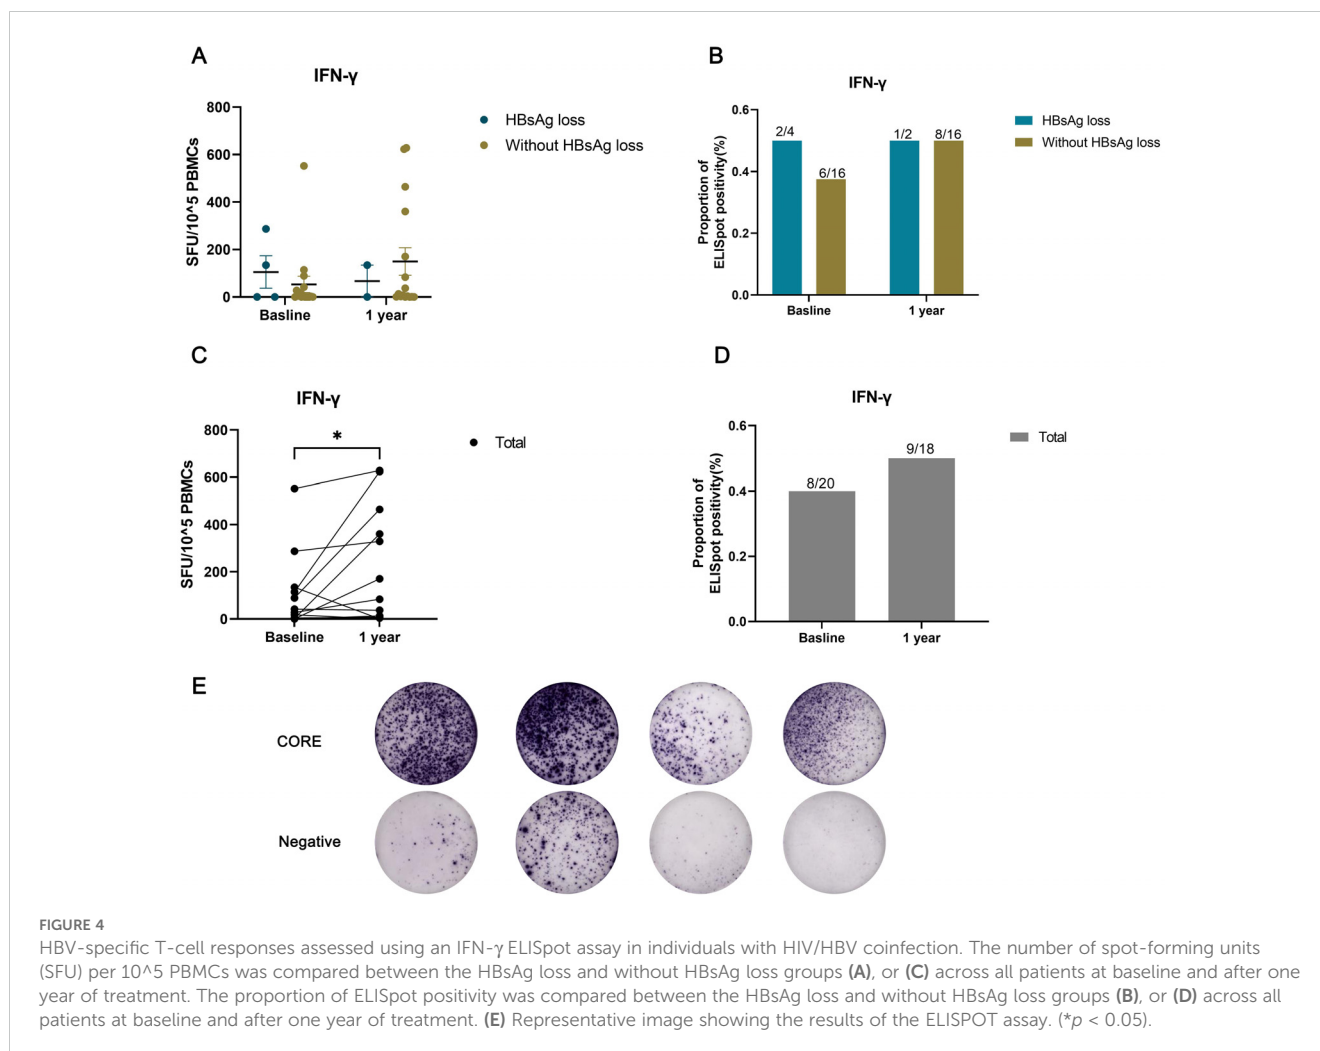 A
IFN-γ
800
600
400
200
0
SFU/10^5 PBMCs
Basline
1 year
HBsAg loss
Without HBsAg loss
B
IFN-γ
0.6
0.4
0.2
0.0
Proportion of
ELISpot positivity(%)
2/4
6/16
1/2
8/16
Basline
1 year
HBsAg loss
Without HBsAg loss
C
IFN-γ
800
600
400
200
0
SFU/10^5 PBMCs
*
Baseline
1 year
Total
D
IFN-γ
0.6
0.4
0.2
0.0
Proportion of
ELISpot positivity(%)
8/20
9/18
Basline
1 year
Total
E
CORE
Negative
FIGURE 4
HBV-specific T-cell responses assessed using an IFN-γ ELISpot assay in individuals with HIV/HBV coinfection. The number of spot-forming units
(SFU) per 10^5 PBMCs was compared between the HBsAg loss and without HBsAg loss groups (A), or (C) across all patients at baseline and after one
year of treatment. The proportion of ELISpot positivity was compared between the HBsAg loss and without HBsAg loss groups (B), or (D) across all
patients at baseline and after one year of treatment. (E) Representative image showing the results of the ELISPOT assay. (*p < 0.05).